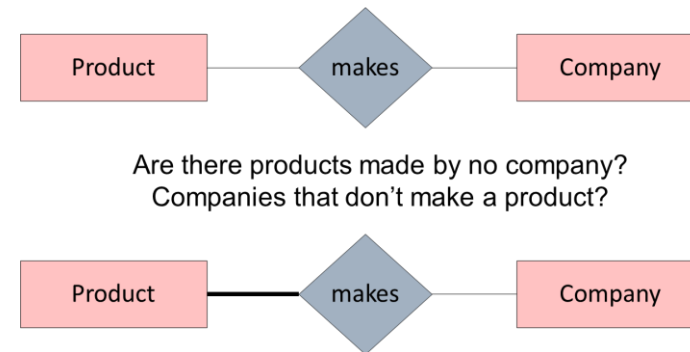 Product makes Company
Are there products made by no company?
Companies that don't make a product?
Product makes Company